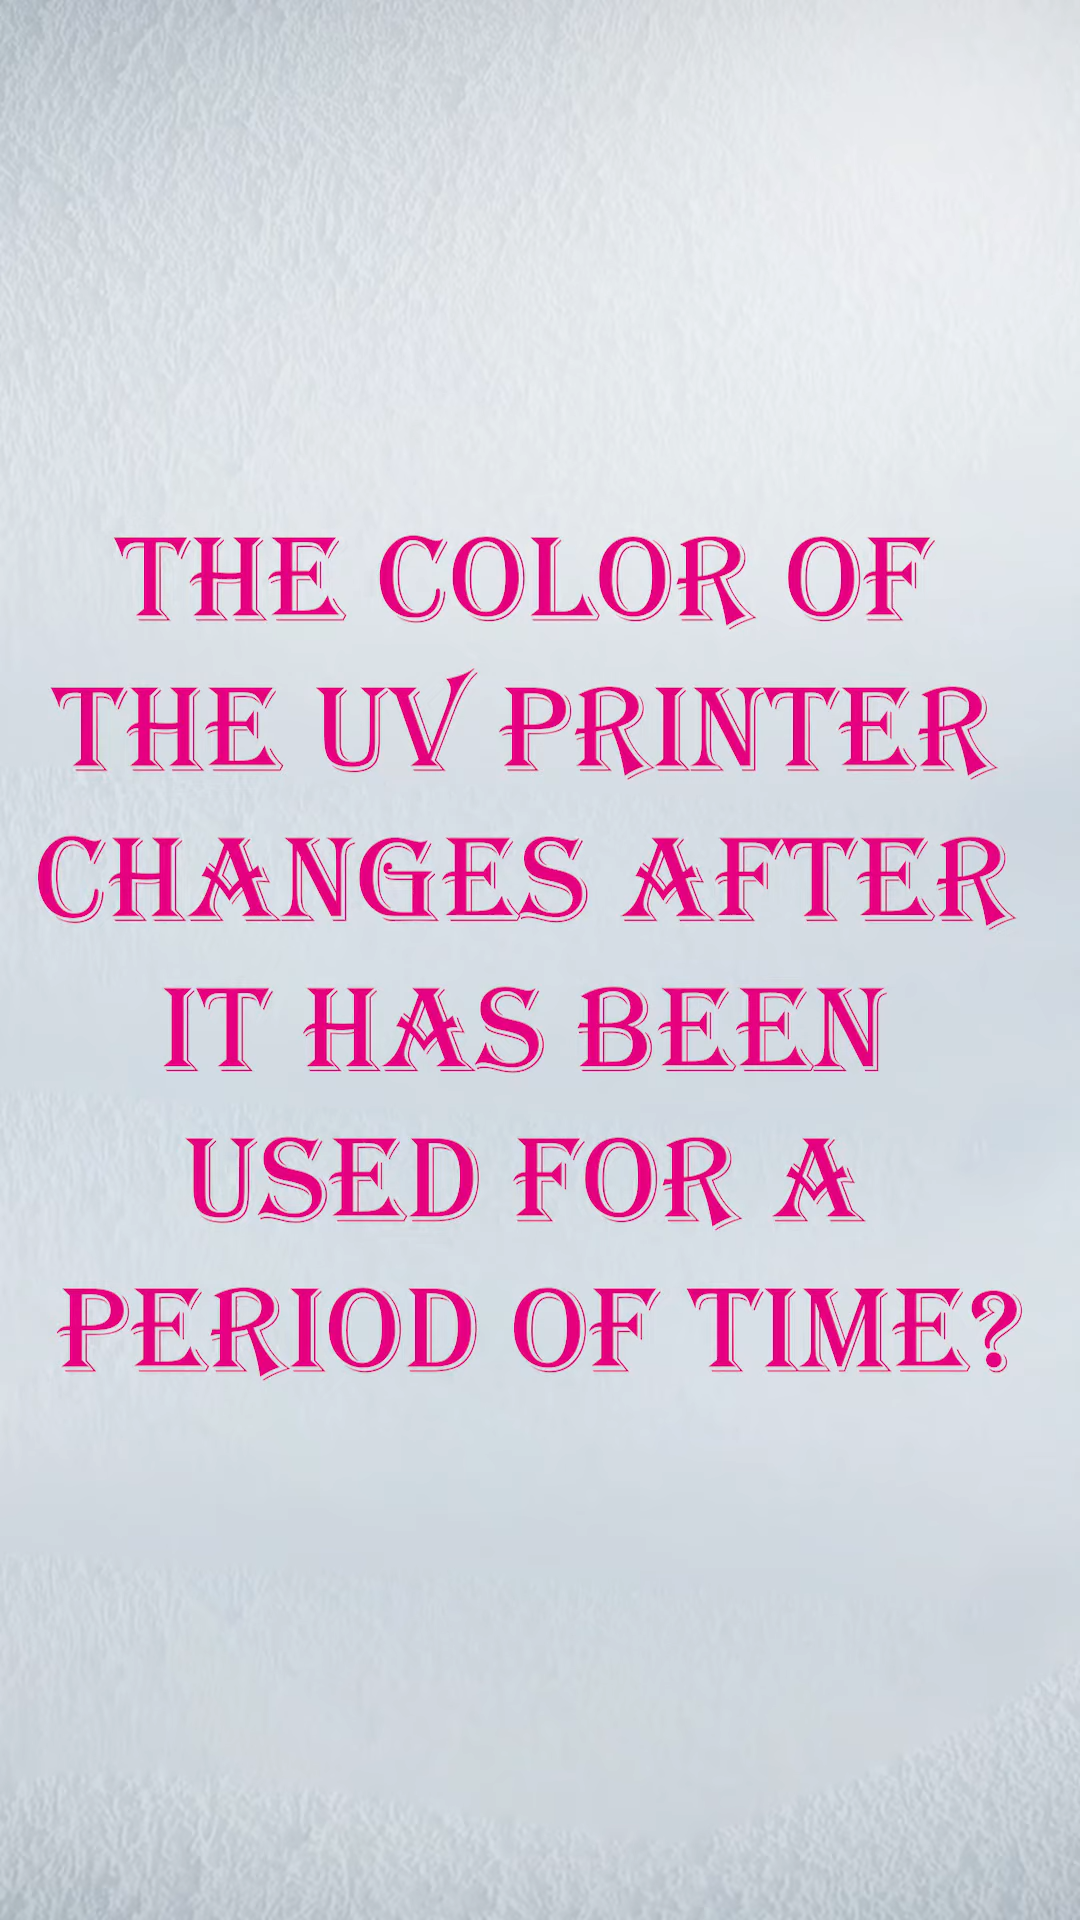 THE COLOR OF
THE UV PRINTER
CHANGES AFTER
IT HAS BEEN
USED FOR A
PERIOD OF TIME?